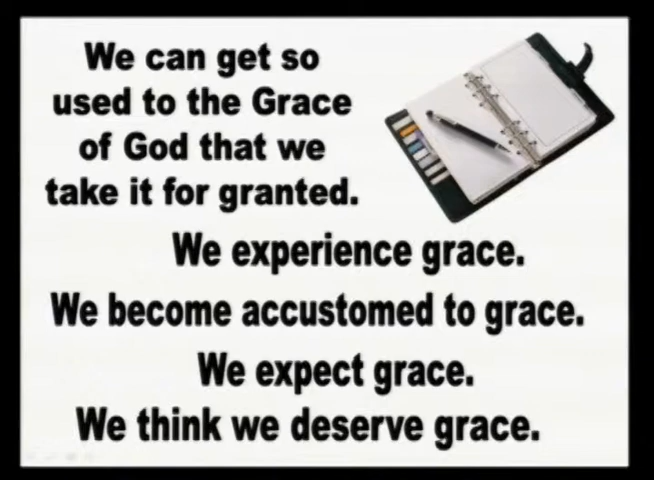 We can get so
used to the Grace
of God that we
take it for granted.
We experience grace.
We become accustomed to grace.
We expect grace.
We think we deserve grace.